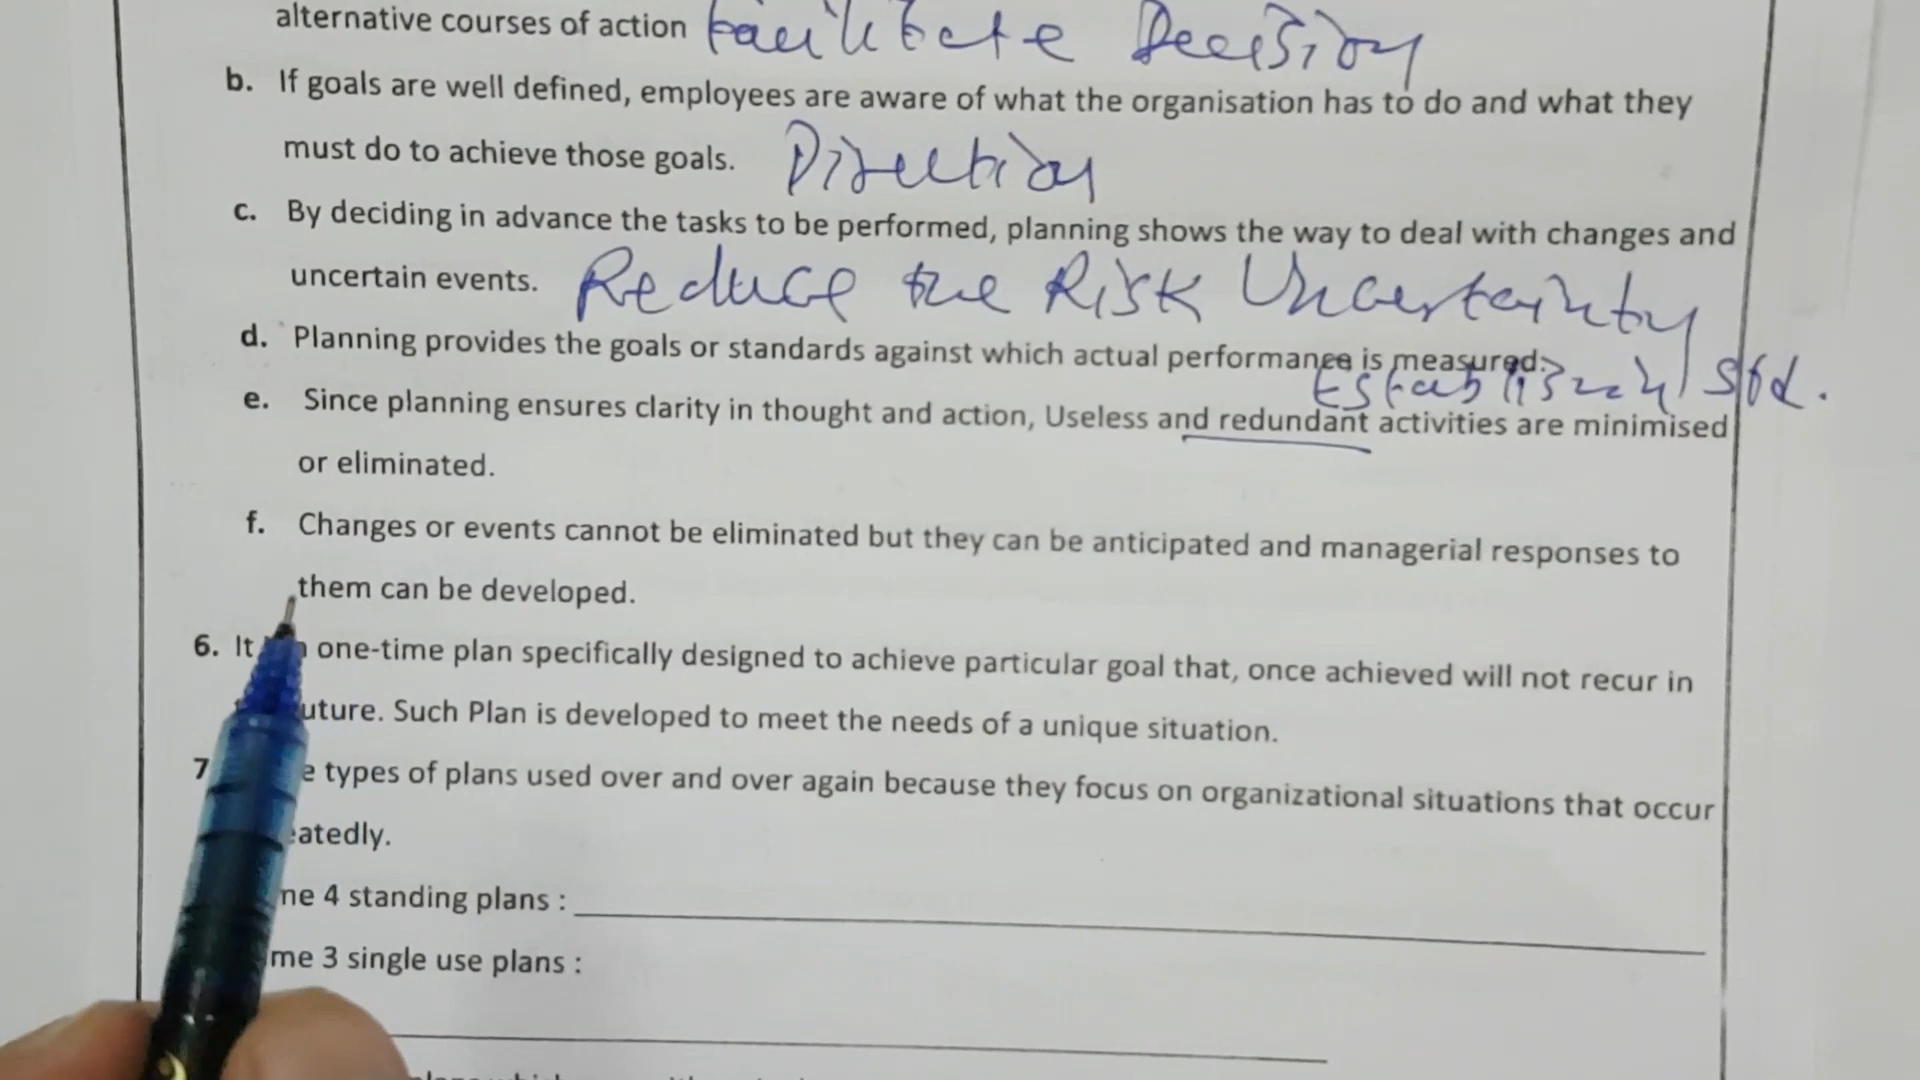 alternative courses of action Facilitate Decision
b. If goals are well defined, employees are aware of what the organisation has to do and what they
must do to achieve those goals. Direction
c. By deciding in advance the tasks to be performed, planning shows the way to deal with changes and
uncertain events. Reduce the Risk Uncertainty
d. Planning provides the goals or standards against which actual performance is measured.
Std.
e. Since planning ensures clarity in thought and action, Useless and redundant activities are minimised
or eliminated.
f. Changes or events cannot be eliminated but they can be anticipated and managerial responses to
them can be developed.
6. It one-time plan specifically designed to achieve particular goal that, once achieved will not recur in
uture. Such Plan is developed to meet the needs of a unique situation.
7 e types of plans used over and over again because they focus on organizational situations that occur
eatedly.
me 4 standing plans :
me 3 single use plans :